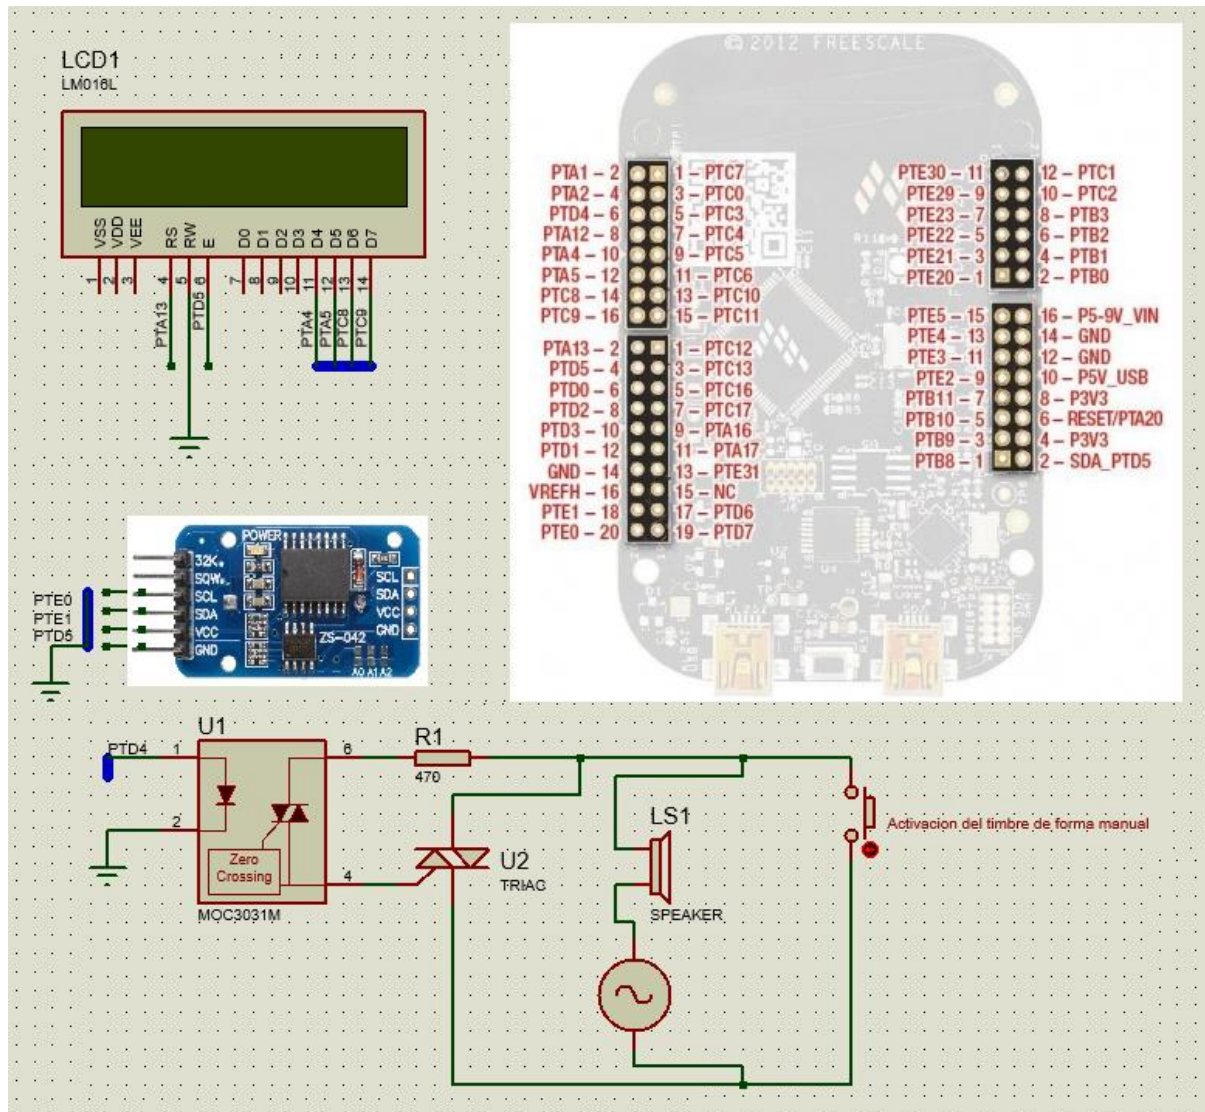 LCD1
LM016L
VSS
VDD
VEE
RS
RW
E
D0
D1
D2
D3
D4
D5
D6
D7
1
2
3
4
5
6
7
8
9
10
11
12
13
14
PTA13
PTD5
PTA4
PTA5
PTC8
PTC9
© 2012 FREESCALE
PTA1 – 2 1 – PTC7
PTA2 – 4 3 – PTC0
PTD4 – 6 5 – PTC3
PTA12 – 8 7 – PTC4
PTA4 – 10 9 – PTC5
PTA5 – 12 11 – PTC6
PTC8 – 14 13 – PTC10
PTC9 – 16 15 – PTC11
PTA13 – 2 1 – PTC12
PTD5 – 4 3 – PTC13
PTD0 – 6 5 – PTC16
PTD2 – 8 7 – PTC17
PTD3 – 10 9 – PTA16
PTD1 – 12 11 – PTA17
GND – 14 13 – PTE31
VREFH – 16 15 – NC
PTE1 – 18 17 – PTD6
PTE0 – 20 19 – PTD7
PTE30 – 11 12 – PTC1
PTE29 – 9 10 – PTC2
PTE23 – 7 8 – PTB3
PTE22 – 5 6 – PTB2
PTE21 – 3 4 – PTB1
PTE20 – 1 2 – PTB0
PTE5 – 15 16 – P5-9V_VIN
PTE4 – 13 14 – GND
PTE3 – 11 12 – GND
PTE2 – 9 10 – P5V_USB
PTB11 – 7 8 – P3V3
PTB10 – 5 6 – RESET/PTA20
PTB9 – 3 4 – P3V3
PTB8 – 1 2 – SDA_PTD5
POWER
32K
SQW
SCL
SDA
VCC
GND
SCL
SDA
VCC
GND
ZS-042
A0 A1 A2
PTE0
PTE1
PTD5
U1
PTD4
1
2
6
4
Zero
Crossing
MOC3031M
R1
470
U2
TRIAC
LS1
SPEAKER
Activacion del timbre de forma manual